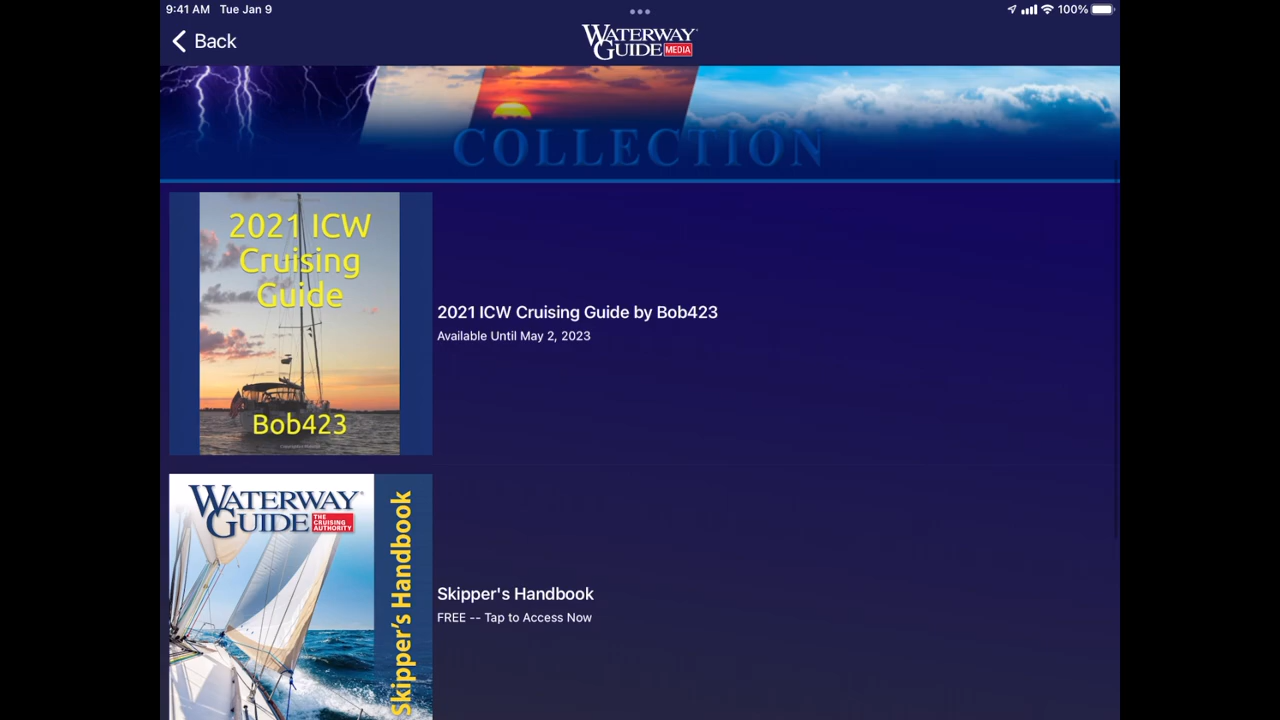 9:41 AM Tue Jan 9
100%
Back
WATERWAY
GUIDE MEDIA
COLLECTION
2021 ICW
Cruising
Guide
Bob423
2021 ICW Cruising Guide by Bob423
Available Until May 2, 2023
WATERWAY
GUIDE
THE
CRUISING
AUTHORITY
Skipper's Handbook
Skipper's Handbook
FREE -- Tap to Access Now